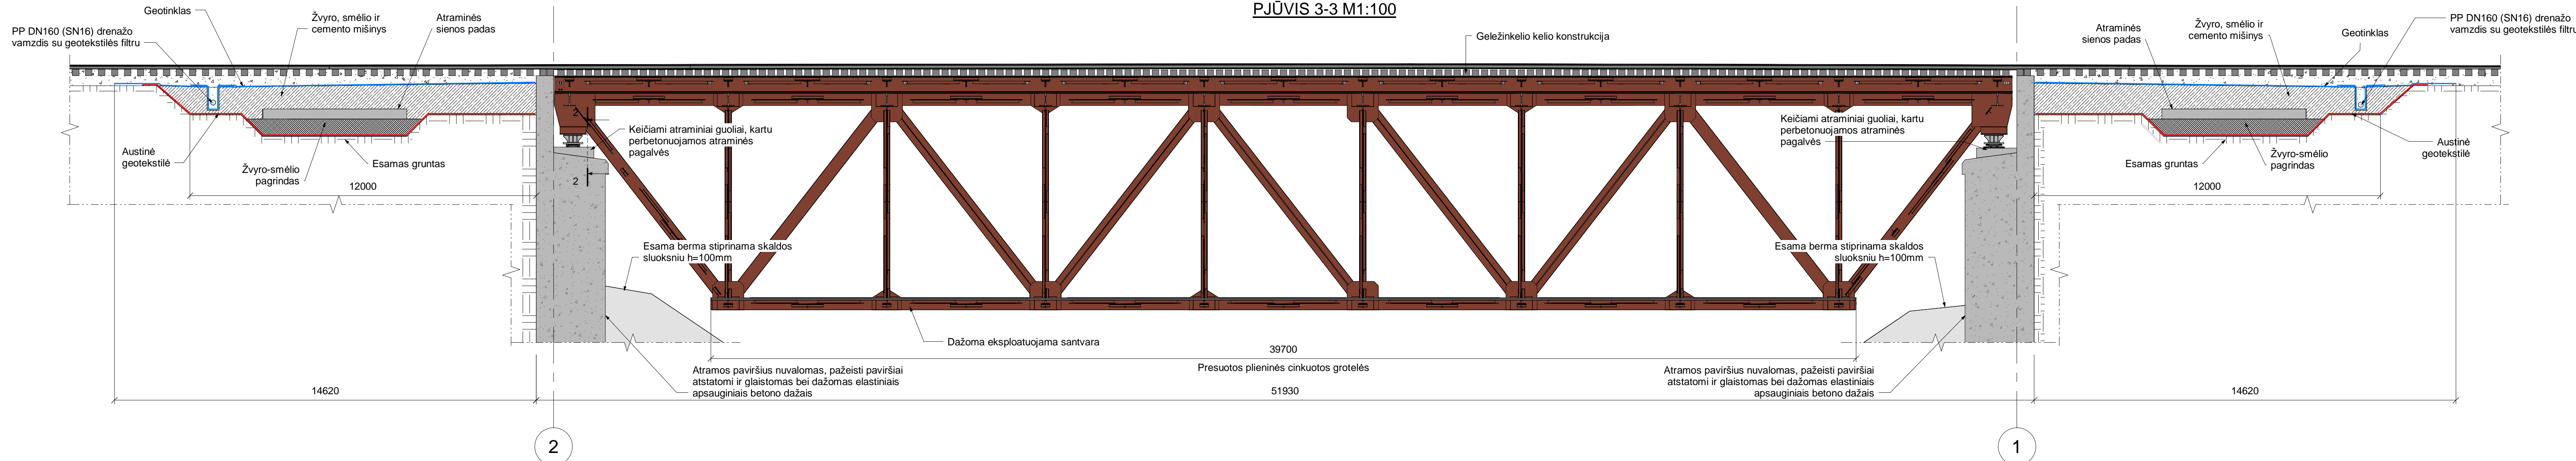 PJŪVIS 3-3 M1:100
Geotinklas
Žvyro, smėlio ir
cemento mišinys
Atraminės
sienos padas
PP DN160 (SN16) drenažo
vamzdis su geotekstilės filtru
Geležinkelio kelio konstrukcija
Atraminės
sienos padas
Žvyro, smėlio ir
cemento mišinys
Geotinklas
PP DN160 (SN16) drenažo
vamzdis su geotekstilės filtru
Austinė
geotekstilė
Žvyro-smėlio
pagrindas
Esamas gruntas
12000
2
2
Keičiami atraminiai guoliai, kartu
perbetonuojamos atraminės
pagalvės
Keičiami atraminiai guoliai, kartu
perbetonuojamos atraminės
pagalvės
Esamas gruntas
Žvyro-smėlio
pagrindas
Austinė
geotekstilė
12000
Esama berma stiprinama skaldos
sluoksniu h=100mm
Esama berma stiprinama skaldos
sluoksniu h=100mm
Dažoma eksploatuojama santvara
39700
Presuotos plieninės cinkuotos grotelės
Atramos paviršius nuvalomas, pažeisti paviršiai
atstatomi ir glaistomas bei dažomas elastiniais
apsauginiais betono dažais
Atramos paviršius nuvalomas, pažeisti paviršiai
atstatomi ir glaistomas bei dažomas elastiniais
apsauginiais betono dažais
14620
51930
14620
2
1